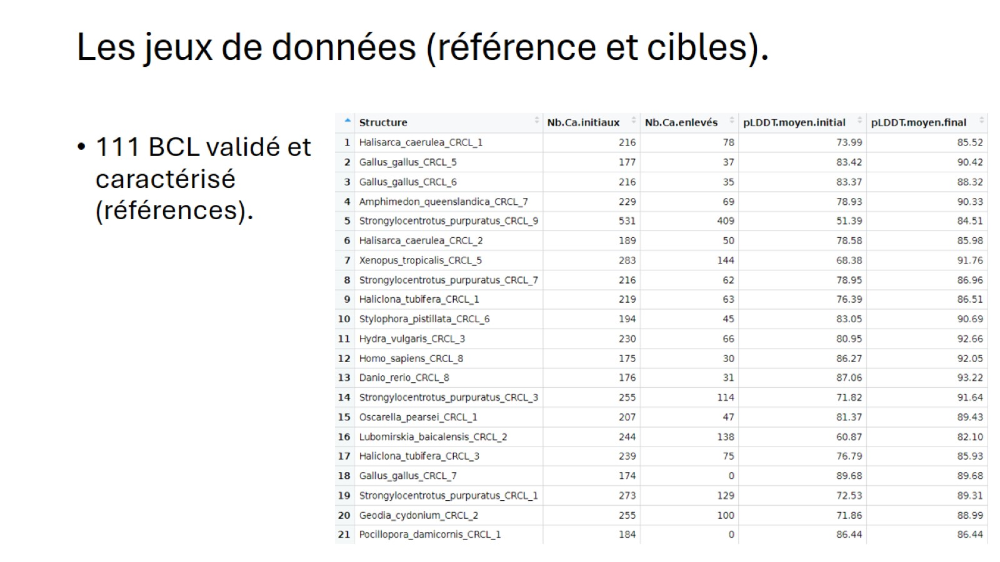 Les jeux de données (référence et cibles).
• 111 BCL validé et
caractérisé
(références).
Structure Nb.Ca.initiaux Nb.Ca.enlevés pLDDT.moyen.initial pLDDT.moyen.final
1 Halisarca_caerulea_CRCL_1 216 78 73.99 85.52
2 Gallus_gallus_CRCL_5 177 37 83.42 90.42
3 Gallus_gallus_CRCL_6 216 35 83.37 88.32
4 Amphimedon_queenslandica_CRCL_7 229 69 78.93 90.33
5 Strongylocentrotus_purpuratus_CRCL_9 531 409 51.39 84.51
6 Halisarca_caerulea_CRCL_2 189 50 78.58 85.98
7 Xenopus_tropicalis_CRCL_5 283 144 68.38 91.76
8 Strongylocentrotus_purpuratus_CRCL_7 216 62 78.95 86.96
9 Haliclona_tubifera_CRCL_1 219 63 76.39 86.51
10 Stylophora_pistillata_CRCL_6 194 45 83.05 90.69
11 Hydra_vulgaris_CRCL_3 230 66 80.95 92.66
12 Homo_sapiens_CRCL_8 175 30 86.27 92.05
13 Danio_rerio_CRCL_8 176 31 87.06 93.22
14 Strongylocentrotus_purpuratus_CRCL_3 255 114 71.82 91.64
15 Oscarella_pearsei_CRCL_1 207 47 81.37 89.43
16 Lubomirskia_baicalensis_CRCL_2 244 138 60.87 82.10
17 Haliclona_tubifera_CRCL_3 239 75 76.79 85.93
18 Gallus_gallus_CRCL_7 174 0 89.68 89.68
19 Strongylocentrotus_purpuratus_CRCL_1 273 129 72.53 89.31
20 Geodia_cydonium_CRCL_2 255 100 71.86 88.99
21 Pocillopora_damicornis_CRCL_1 184 0 86.44 86.44